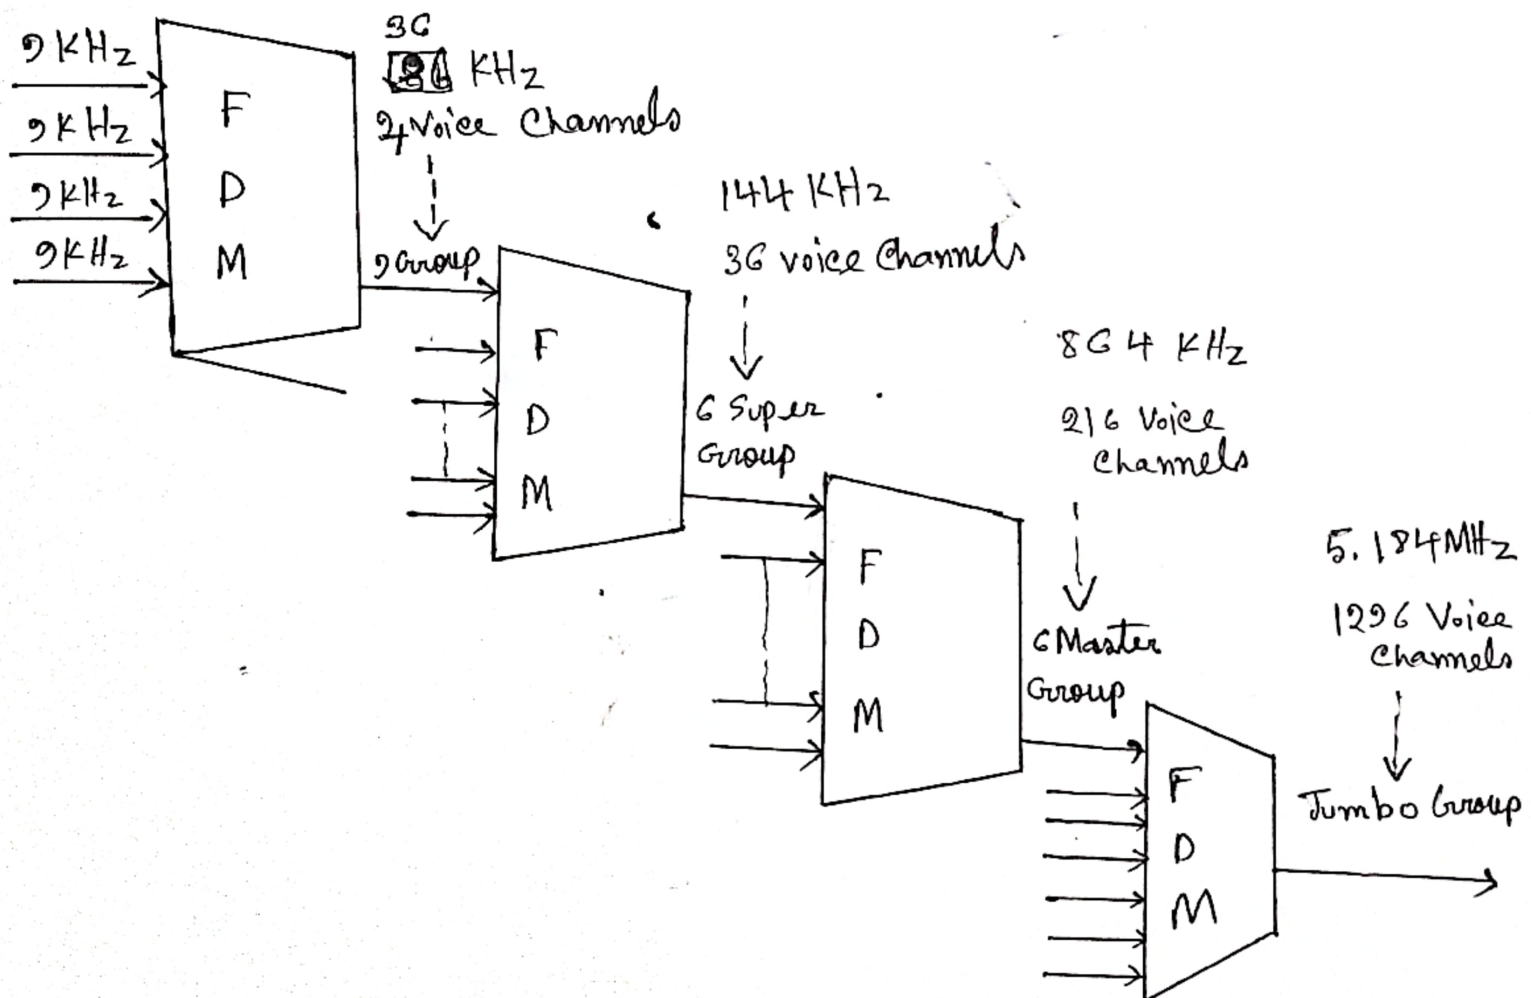 9 KHz
9 KHz
9 KHz
9 KHz
F
D
M
36
KHz
4 Voice Channels
9 Group
F
D
M
144 KHz
36 voice Channels
6 Super
Group
F
D
M
864 KHz
216 Voice
Channels
6 Master
Group
F
D
M
5.184 MHz
1296 Voice
Channels
Jumbo Group